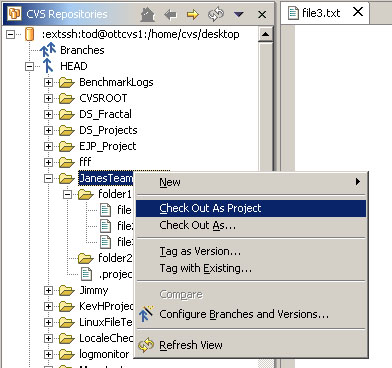 CVS Repositories
file3.txt
:extssh:tod@ottcvs1:/home/cvs/desktop
Branches
HEAD
BenchmarkLogs
CVSROOT
DS_Fractal
DS_Projects
EJP_Project
fff
JanesTeam
folder1
file
file
file
folder2
.projec
Jimmy
KevHProjec
LinuxFileTe
LocaleChec
logmonitor
New
Check Out As Project
Check Out As...
Tag as Version...
Tag with Existing...
Compare
Configure Branches and Versions...
Refresh View